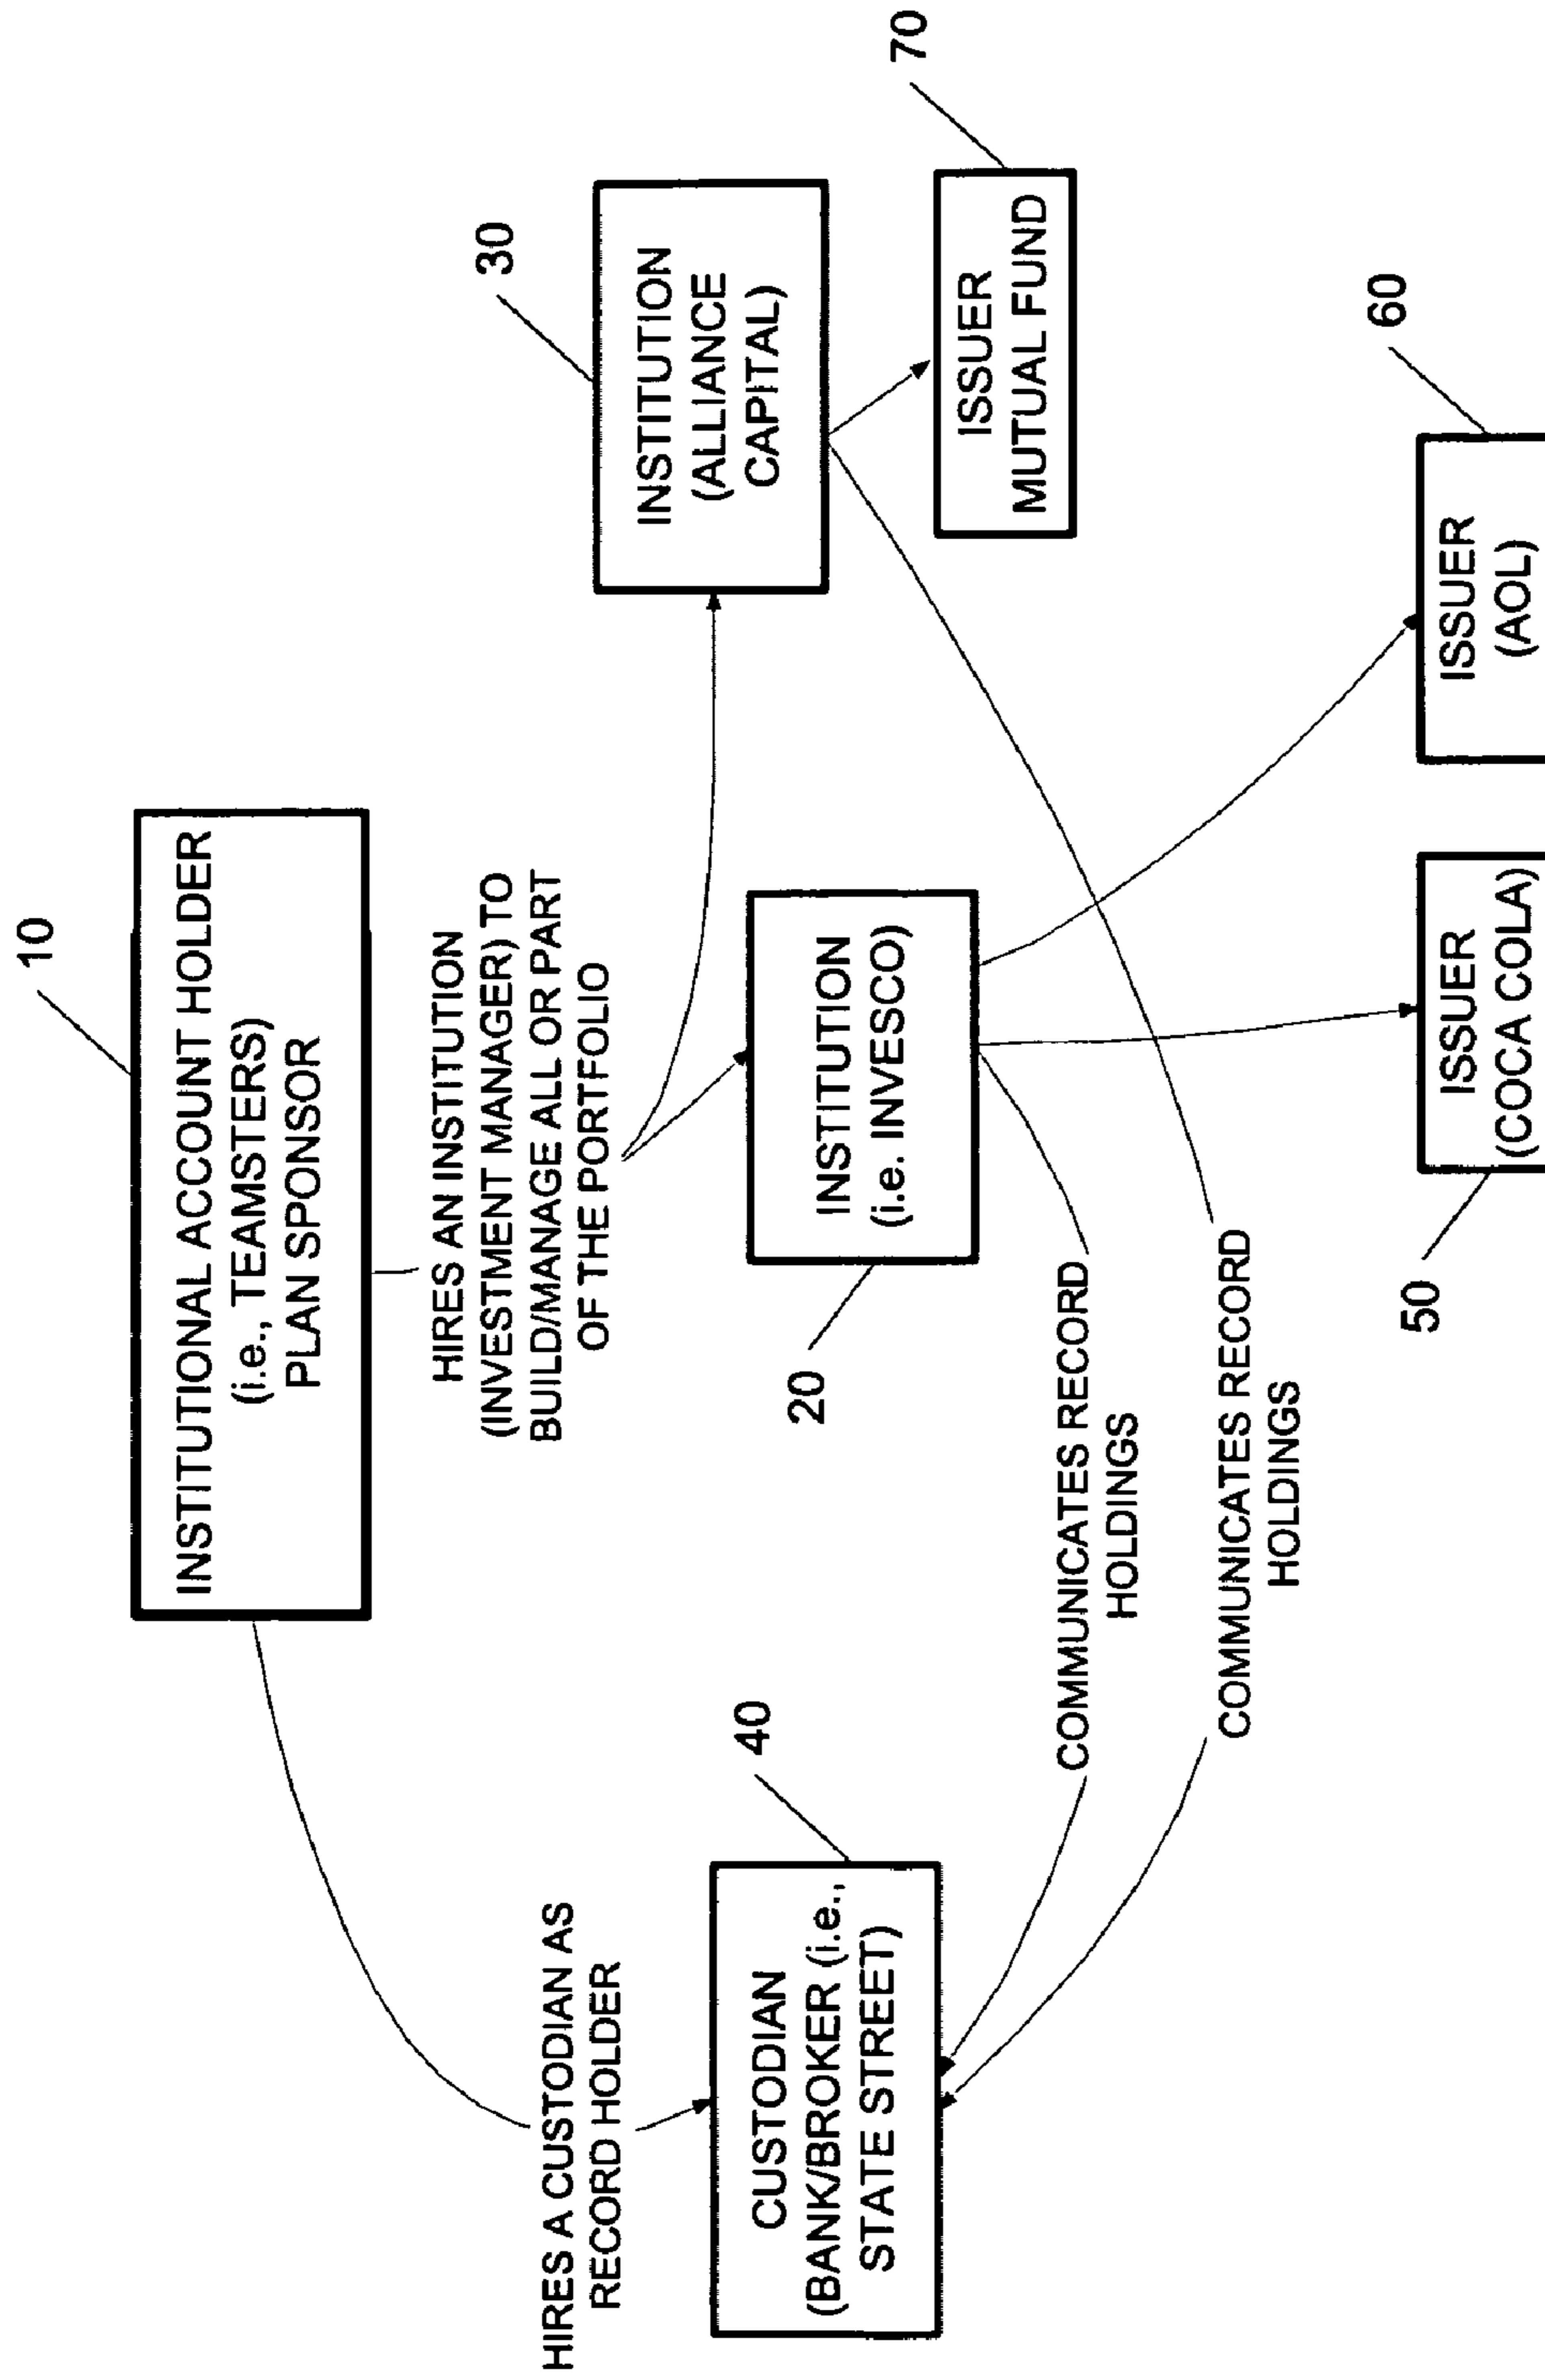 10
INSTITUTIONAL ACCOUNT HOLDER
(i.e., TEAMSTERS)
PLAN SPONSOR
HIRES A CUSTODIAN AS
RECORD HOLDER
HIRES AN INSTITUTION
(INVESTMENT MANAGER) TO
BUILD/MANAGE ALL OR PART
OF THE PORTFOLIO
40
CUSTODIAN
(BANK/BROKER (i.e.,
STATE STREET)
20
INSTITUTION
(i.e. INVESCO)
30
INSTITUTION
(ALLIANCE
CAPITAL)
70
ISSUER
MUTUAL FUND
COMMUNICATES RECORD
HOLDINGS
COMMUNICATES RECORD
HOLDINGS
50
ISSUER
(COCA COLA)
60
ISSUER
(AOL)